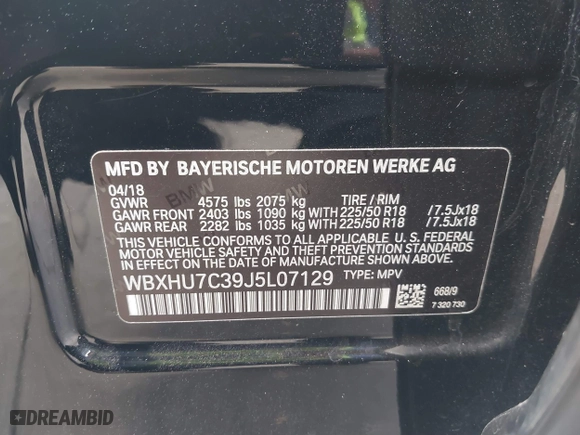 MFD BY BAYERISCHE MOTOREN WERKE AG
04/18
GVWR 4575 lbs 2075 kg TIRE / RIM
GAWR FRONT 2403 lbs 1090 kg WITH 225/50 R18 /7.5Jx18
GAWR REAR 2282 lbs 1035 kg WITH 225/50 R18 /7.5Jx18
THIS VEHICLE CONFORMS TO ALL APPLICABLE U. S. FEDERAL
MOTOR VEHICLE SAFETY AND THEFT PREVENTION STANDARDS
IN EFFECT ON THE DATE OF MANUFACTURE SHOWN ABOVE.
WBXHU7C39J5L07129 TYPE: MPV
668/9
7 320 730
DREAMBID